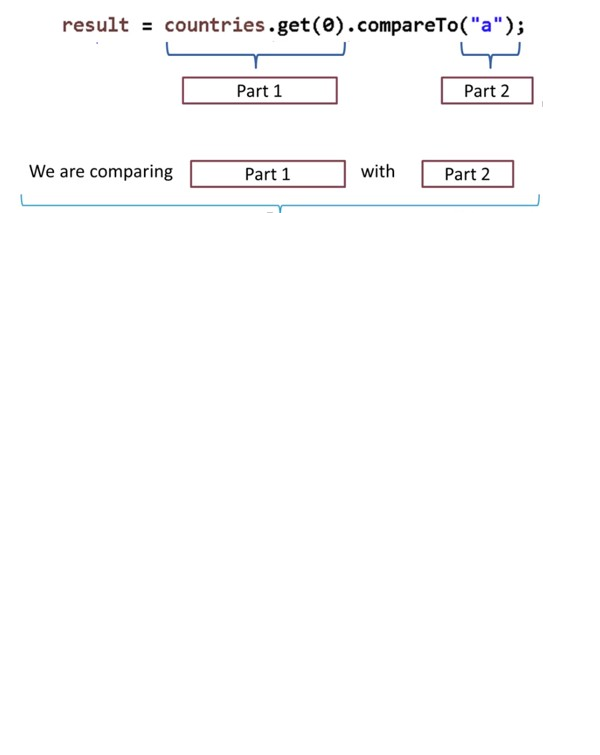 result = countries.get(0).compareTo("a");
Part 1 Part 2
We are comparing Part 1 with Part 2